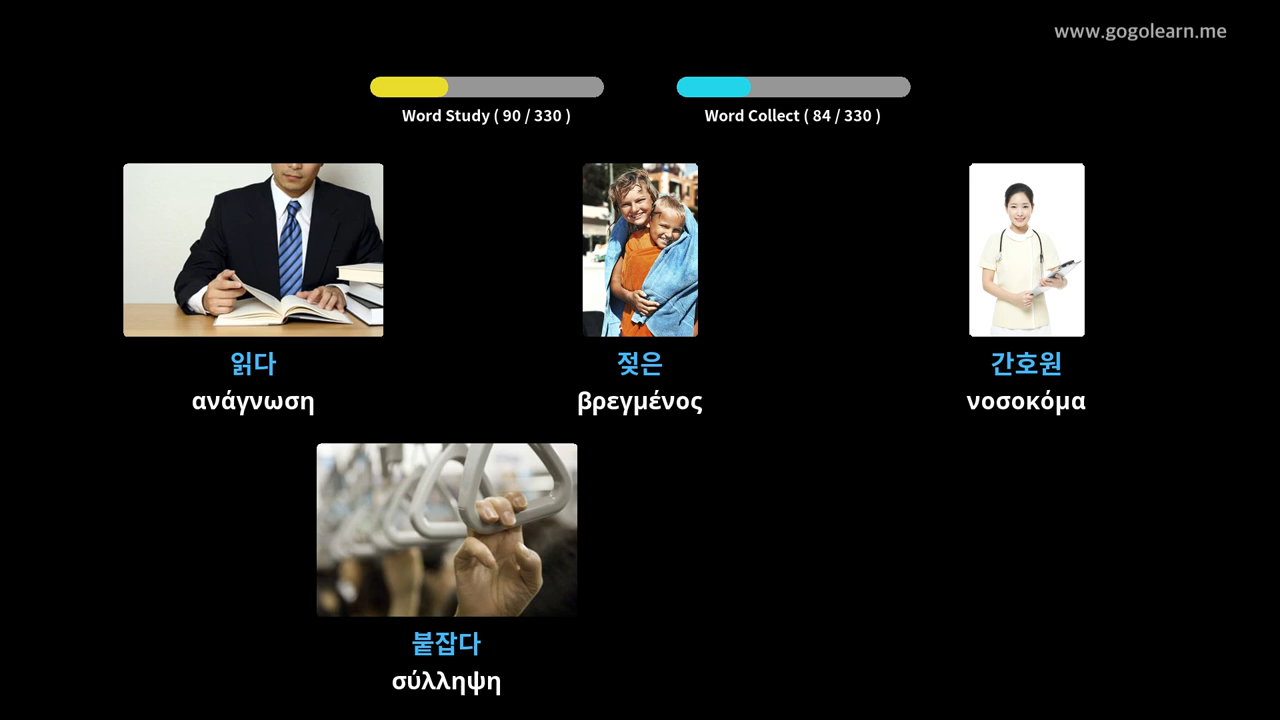 www.gogolearn.me
Word Study ( 90 / 330 )
Word Collect ( 84 / 330 )
읽다
ανάγνωση
젖은
βρεγμένος
간호원
νοσοκόμα
붙잡다
σύλληψη